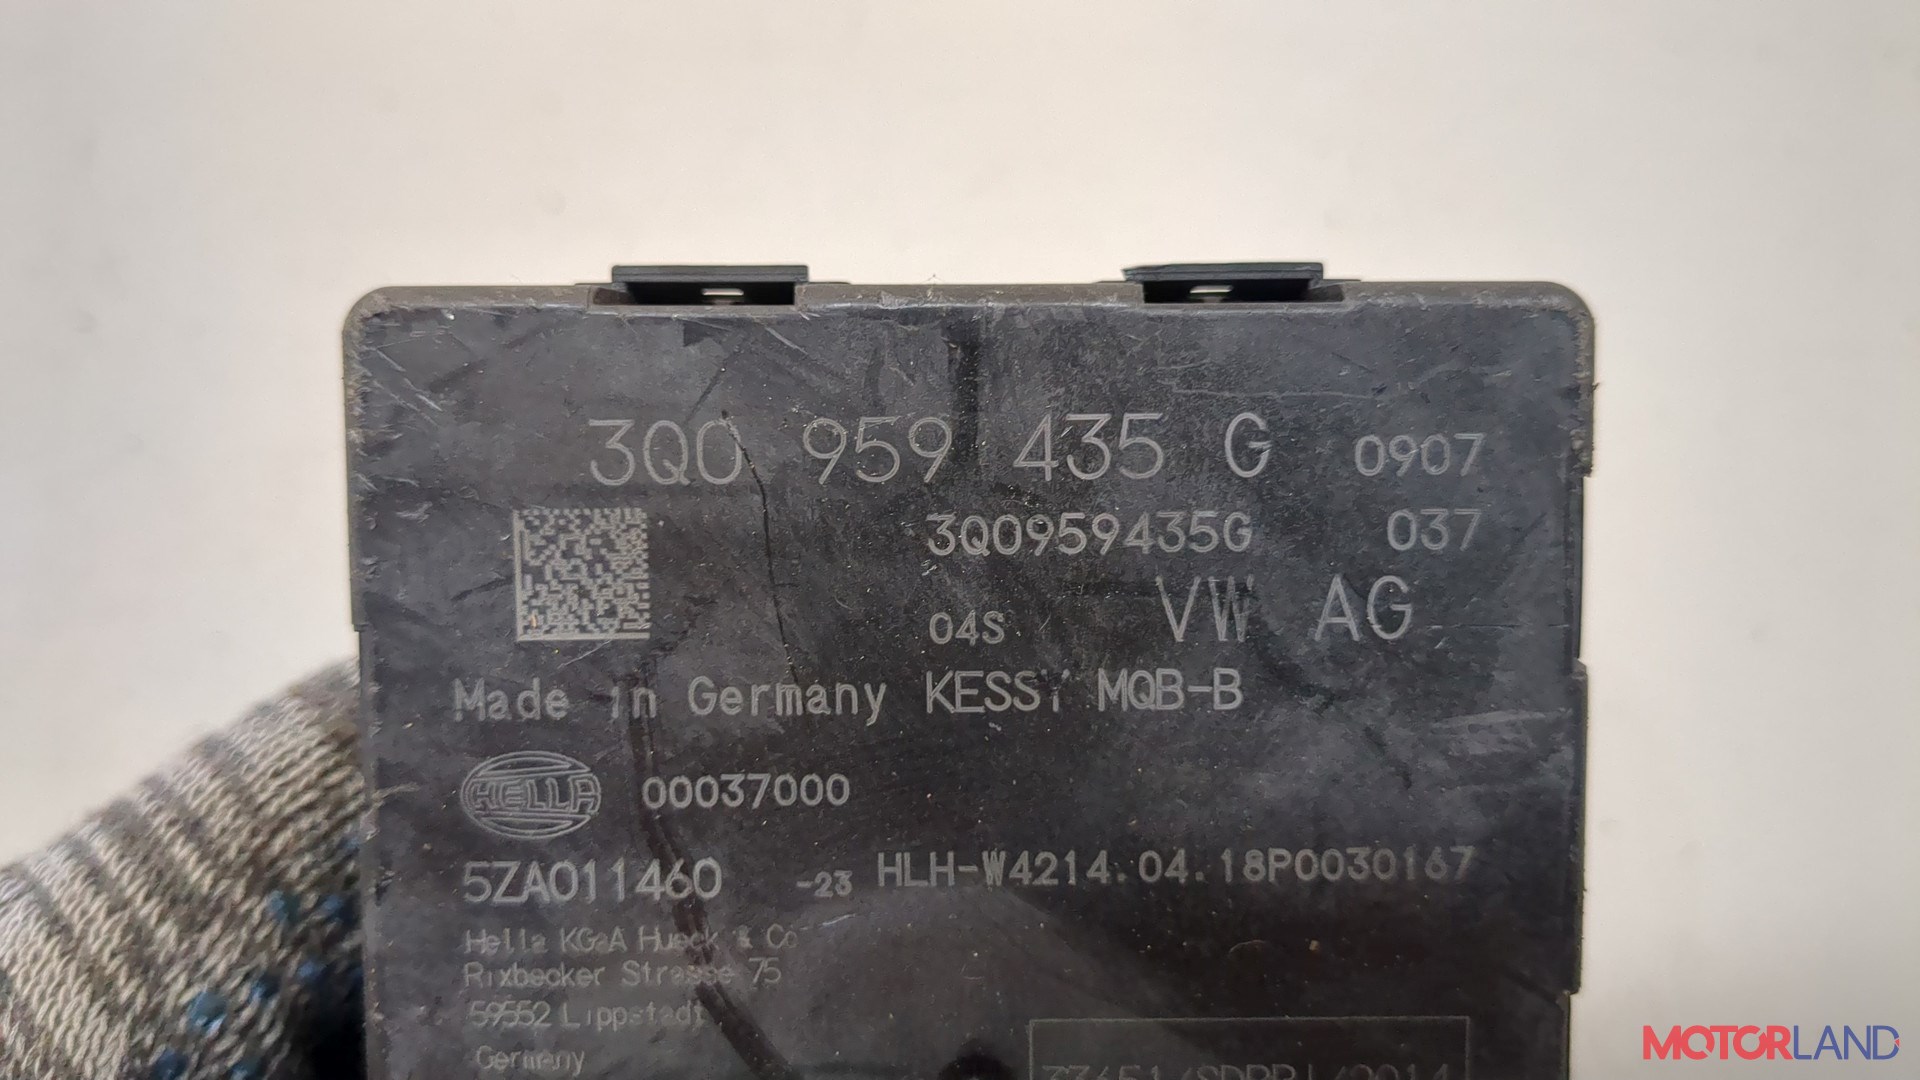 3Q0 959 435 G 0907
3Q0959435G 037
04S VW AG
Made in Germany KESSY MQB-B
HELLA 00037000
5ZA011460 -23 HLH-W4214.04.18P0030167
Hella KGaA Hueck & Co
Rixbecker Strasse 75
59552 Lippstadt
Germany
MOTORLAND